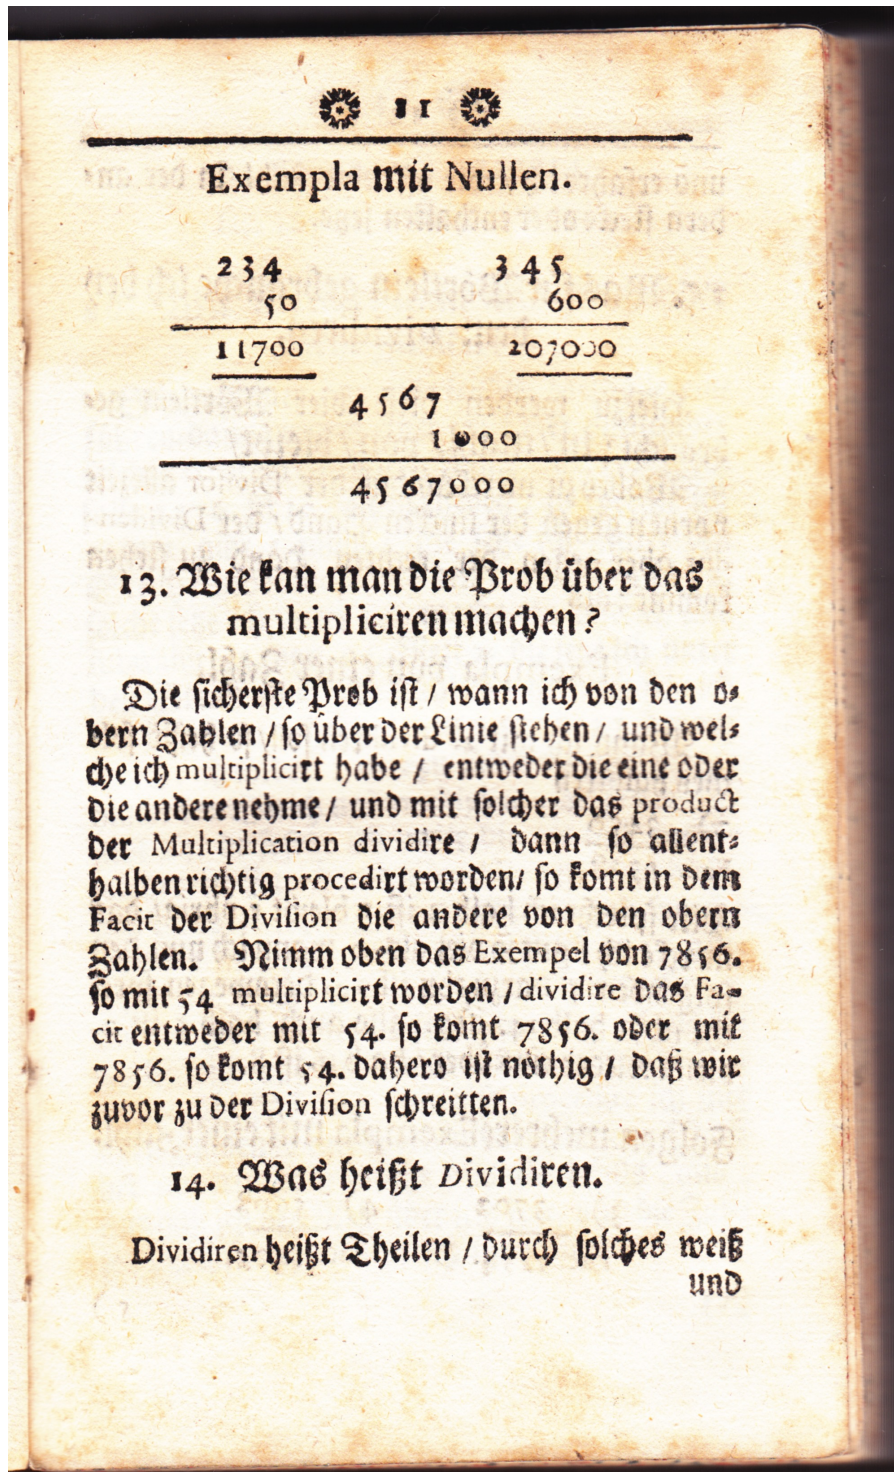 11
Exempla mit Nullen.
234 345
50 600
11700 207000
4567
1000
4567000
13. Wie kan man die Prob über das
multipliciren machen?
Die sicherste Prob ist / wann ich von den o⸗
bern Zahlen / so über der Linie stehen / und wel⸗
che ich multiplicirt habe / entweder die eine oder
die andere nehme / und mit solcher das product
der Multiplication dividire / dann so allent⸗
halben richtig procedirt worden / so komt in dem
Facit der Division die andere von den obern
Zahlen. Nimm oben das Exempel von 7856.
so mit 54 multiplicirt worden / dividire das Fa⸗
cit entweder mit 54. so komt 7856. oder mit
7856. so komt 54. dahero ist nöthig / daß wir
zuvor zu der Division schreitten.
14. Was heißt Dividiren.
Dividiren heißt Theilen / durch solches weiß
und